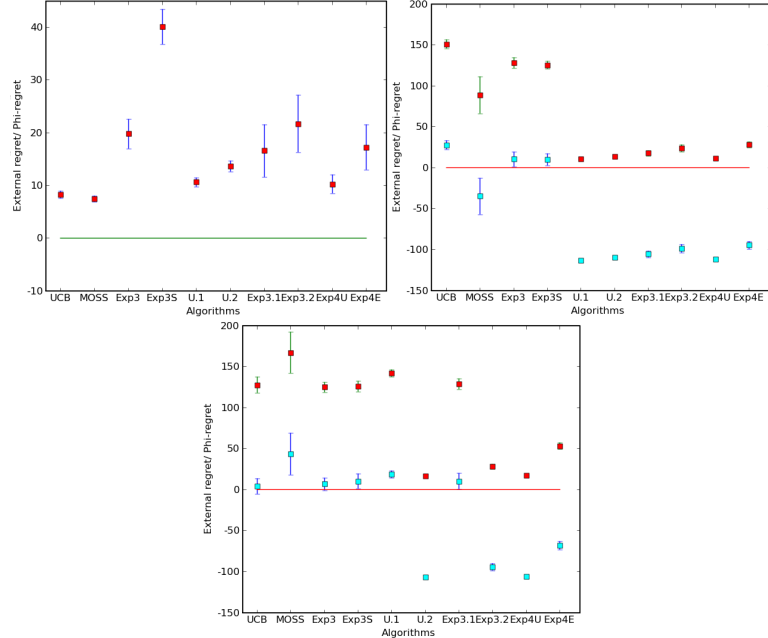 External regret/ Phi-regret
40
30
20
10
0
-10
UCB MOSS Exp3 Exp3S U.1 U.2 Exp3.1 Exp3.2 Exp4U Exp4E
Algorithms
External regret/ Phi-regret
200
150
100
50
0
-50
-100
-150
UCB MOSS Exp3 Exp3S U.1 U.2 Exp3.1 Exp3.2 Exp4U Exp4E
Algorithms
External regret/ Phi-regret
200
150
100
50
0
-50
-100
-150
UCB MOSS Exp3 Exp3S U.1 U.2 Exp3.1 Exp3.2 Exp4U Exp4E
Algorithms